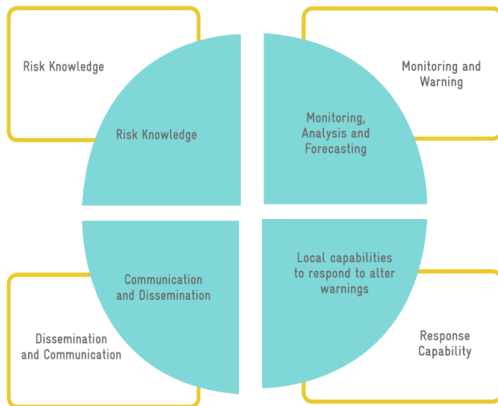 Risk Knowledge
Monitoring and
Warning
Risk Knowledge
Monitoring,
Analysis and
Forecasting
Communication
and Dissemination
Local capabilities
to respond to alter
warnings
Dissemination
and Communication
Response
Capability